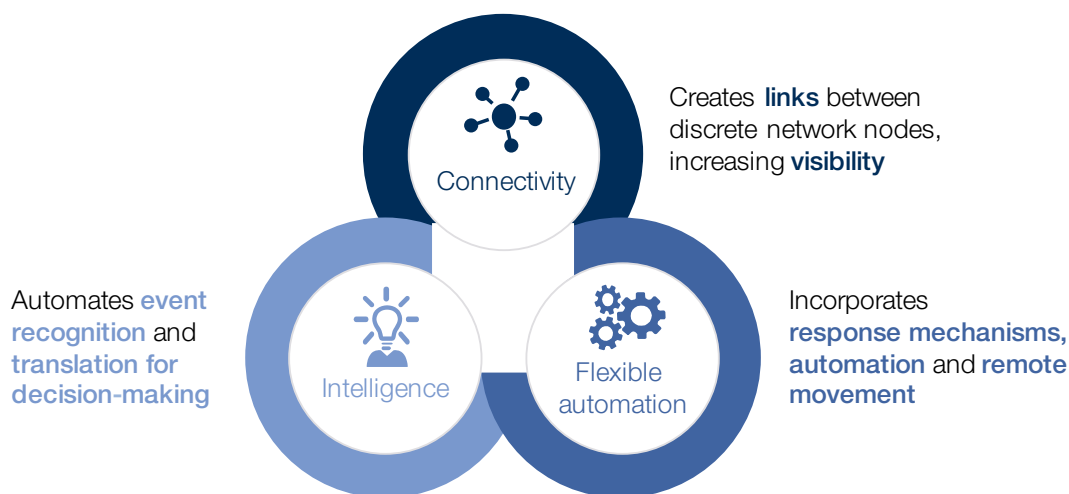 Connectivity
Creates links between
discrete network nodes,
increasing visibility
Automates event
recognition and
translation for
decision-making
Intelligence
Flexible
automation
Incorporates
response mechanisms,
automation and remote
movement